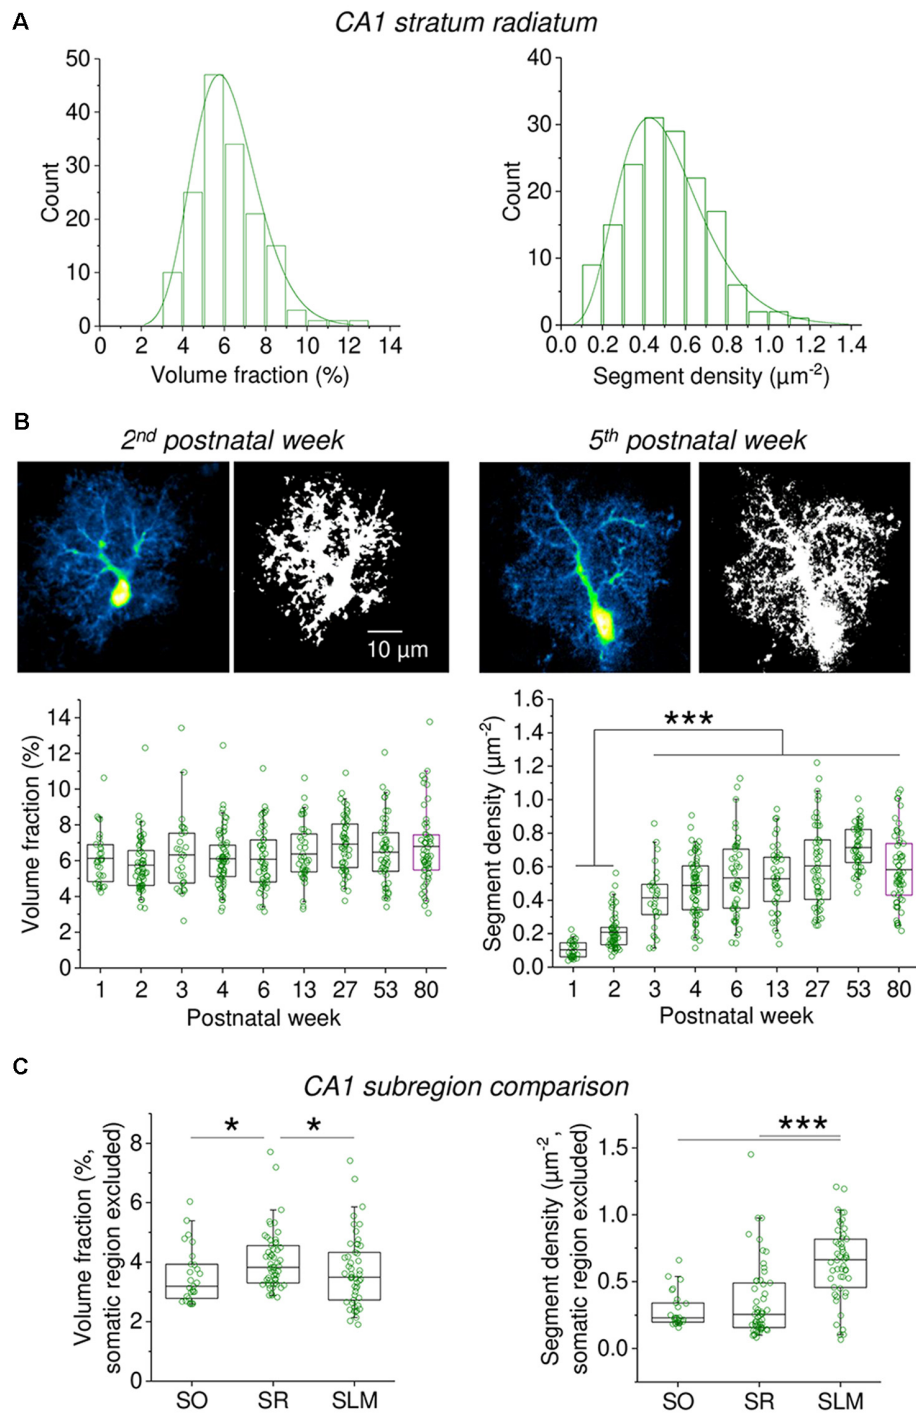 A
CA1 stratum radiatum
50
40
30
20
10
0
Count
0 2 4 6 8 10 12 14
Volume fraction (%)
40
30
20
10
0
Count
0.0 0.2 0.4 0.6 0.8 1.0 1.2 1.4
Segment density (µm-2)
B
2nd postnatal week
5th postnatal week
10 µm
14
12
10
8
6
4
2
0
Volume fraction (%)
1 2 3 4 6 13 27 53 80
Postnatal week
1.6
1.4
1.2
1.0
0.8
0.6
0.4
0.2
0.0
Segment density (µm-2)
***
1 2 3 4 6 13 27 53 80
Postnatal week
C
CA1 subregion comparison
8
6
4
2
0
Volume fraction (%,
somatic region excluded)
* *
SO SR SLM
1.5
1.0
0.5
0.0
Segment density (µm-2,
somatic region excluded)
***
SO SR SLM